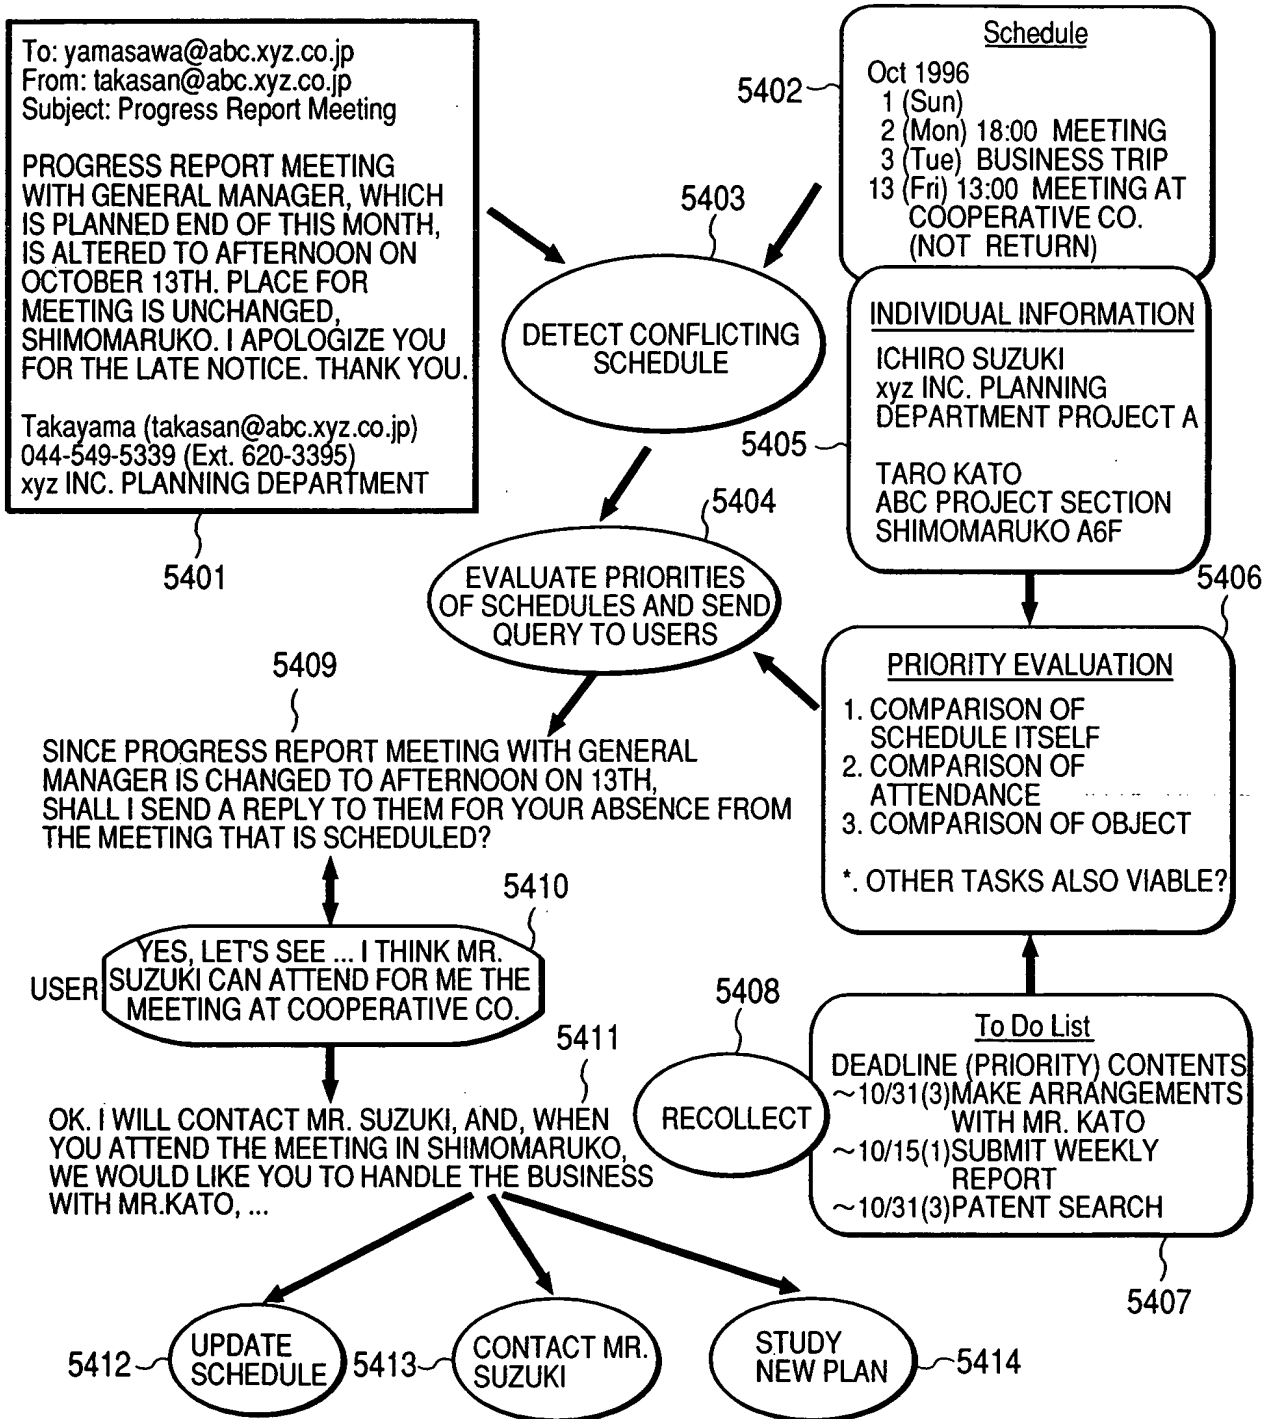 To: yamasawa@abc.xyz.co.jp
From: takasan@abc.xyz.co.jp
Subject: Progress Report Meeting
PROGRESS REPORT MEETING
WITH GENERAL MANAGER, WHICH
IS PLANNED END OF THIS MONTH,
IS ALTERED TO AFTERNOON ON
OCTOBER 13TH. PLACE FOR
MEETING IS UNCHANGED,
SHIMOMARUKO. I APOLOGIZE YOU
FOR THE LATE NOTICE. THANK YOU.
Takayama (takasan@abc.xyz.co.jp)
044-549-5339 (Ext. 620-3395)
xyz INC. PLANNING DEPARTMENT
5401
Schedule
Oct 1996
1 (Sun)
2 (Mon) 18:00 MEETING
3 (Tue) BUSINESS TRIP
13 (Fri) 13:00 MEETING AT
COOPERATIVE CO.
(NOT RETURN)
5402
5403
DETECT CONFLICTING
SCHEDULE
INDIVIDUAL INFORMATION
ICHIRO SUZUKI
xyz INC. PLANNING
DEPARTMENT PROJECT A
TARO KATO
ABC PROJECT SECTION
SHIMOMARUKO A6F
5405
5404
EVALUATE PRIORITIES
OF SCHEDULES AND SEND
QUERY TO USERS
5406
PRIORITY EVALUATION
1. COMPARISON OF
SCHEDULE ITSELF
2. COMPARISON OF
ATTENDANCE
3. COMPARISON OF OBJECT
*. OTHER TASKS ALSO VIABLE?
5409
SINCE PROGRESS REPORT MEETING WITH GENERAL
MANAGER IS CHANGED TO AFTERNOON ON 13TH,
SHALL I SEND A REPLY TO THEM FOR YOUR ABSENCE FROM
THE MEETING THAT IS SCHEDULED?
5410
USER
YES, LET'S SEE ... I THINK MR.
SUZUKI CAN ATTEND FOR ME THE
MEETING AT COOPERATIVE CO.
5408
RECOLLECT
To Do List
DEADLINE (PRIORITY) CONTENTS
~10/31(3)MAKE ARRANGEMENTS
WITH MR. KATO
~10/15(1)SUBMIT WEEKLY
REPORT
~10/31(3)PATENT SEARCH
5407
5411
OK. I WILL CONTACT MR. SUZUKI, AND, WHEN
YOU ATTEND THE MEETING IN SHIMOMARUKO,
WE WOULD LIKE YOU TO HANDLE THE BUSINESS
WITH MR.KATO, ...
5412
UPDATE
SCHEDULE
5413
CONTACT MR.
SUZUKI
STUDY
NEW PLAN
5414